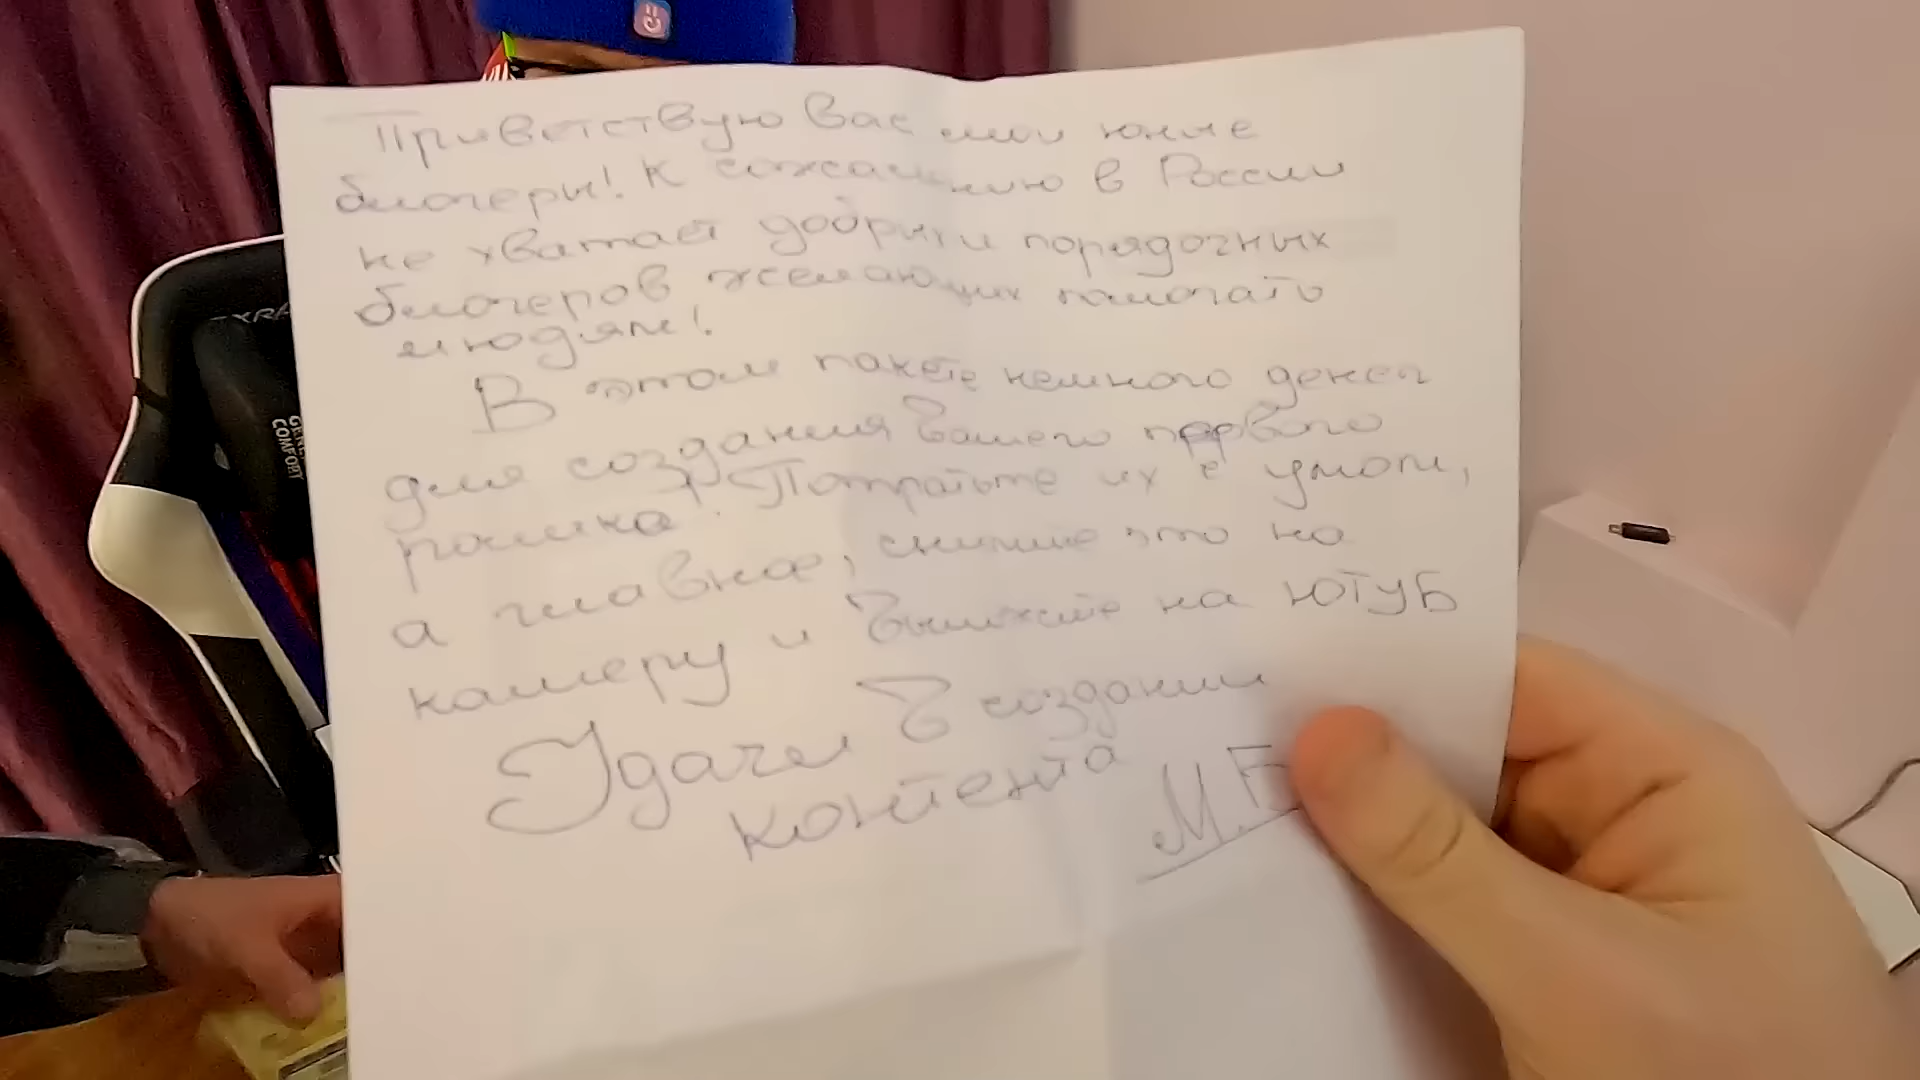 Приветствую Вас мои юные
блогеры! К сожалению в России
не хватает добрых и порядочных
блогеров желающих помогать
людям!
В этом пакете немного денег
для создания Вашего первого
ролика! Потратьте их с умом,
а главное, снимите это на
камеру и выложите на ЮТУБ
Удачи в создании
контента
М.Б
GENE
COMFORT